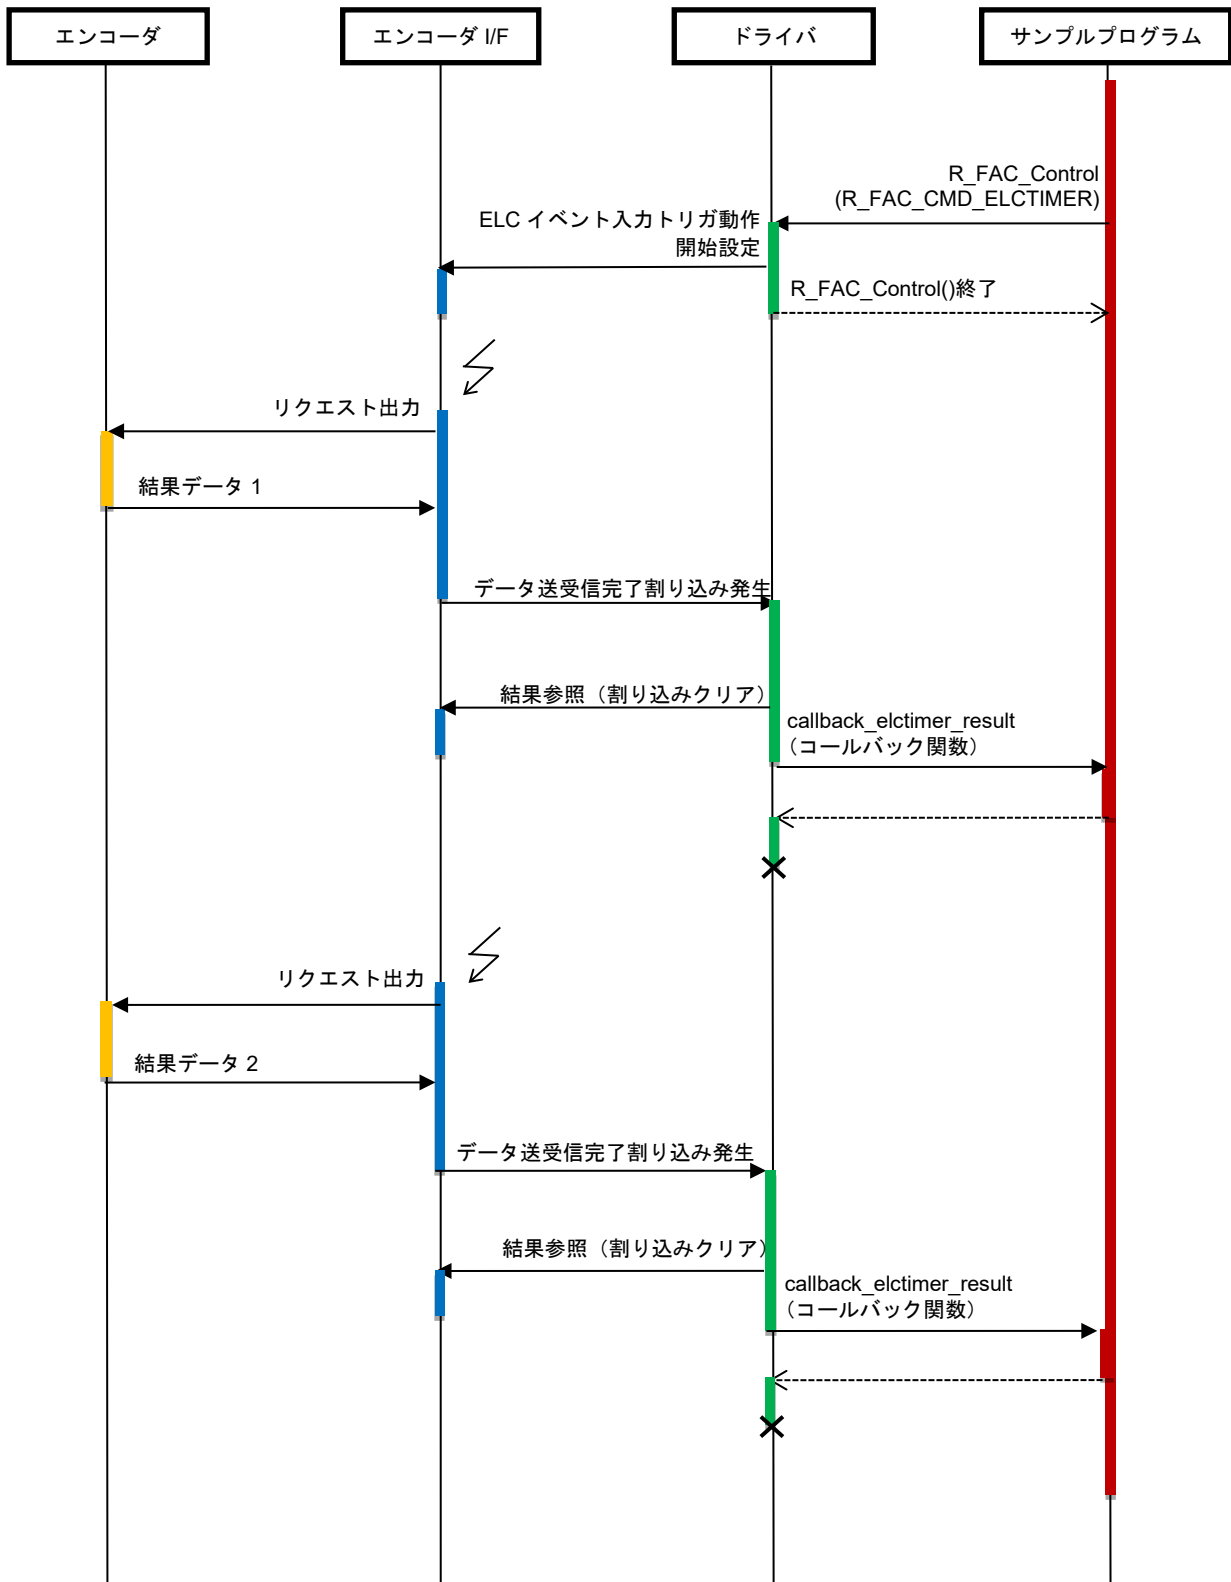 エンコーダ
エンコーダ I/F
ドライバ
サンプルプログラム
R_FAC_Control
(R_FAC_CMD_ELCTIMER)
ELC イベント入力トリガ動作
開始設定
R_FAC_Control()終了
リクエスト出力
結果データ 1
データ送受信完了割り込み発生
結果参照（割り込みクリア）
callback_elctimer_result
（コールバック関数）
リクエスト出力
結果データ 2
データ送受信完了割り込み発生
結果参照（割り込みクリア）
callback_elctimer_result
（コールバック関数）